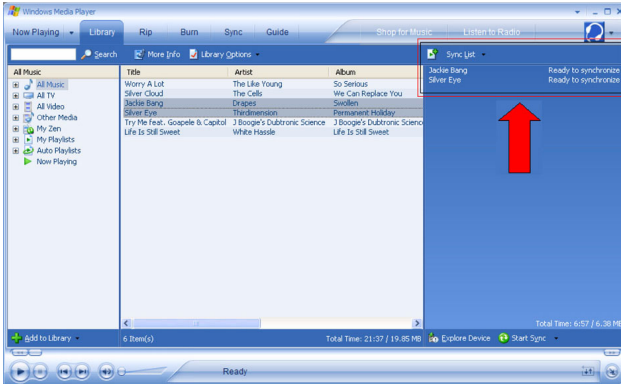 Windows Media Player
Now Playing Library Rip Burn Sync Guide Shop for Music Listen to Radio
Search More Info Library Options Sync List
All Music Title Artist Album Jackie Bang Ready to synchronize
All Music Worry A Lot The Like Young So Serious Silver Eye Ready to synchronize
All TV Silver Cloud The Cells We Can Replace You
All Video Jackie Bang Drapes Swollen
Other Media Silver Eye Thirdimension Permanent Holiday
My Zen Try Me feat. Goapele & Capitol J Boogie's Dubtronic Science J Boogie's Dubtronic Scienc
My Playlists Life Is Still Sweet White Hassle Life Is Still Sweet
Auto Playlists
Now Playing
Total Time: 6:57 / 6.38 MB
Add to Library 6 Item(s) Total Time: 21:37 / 19.85 MB Explore Device Start Sync
Ready